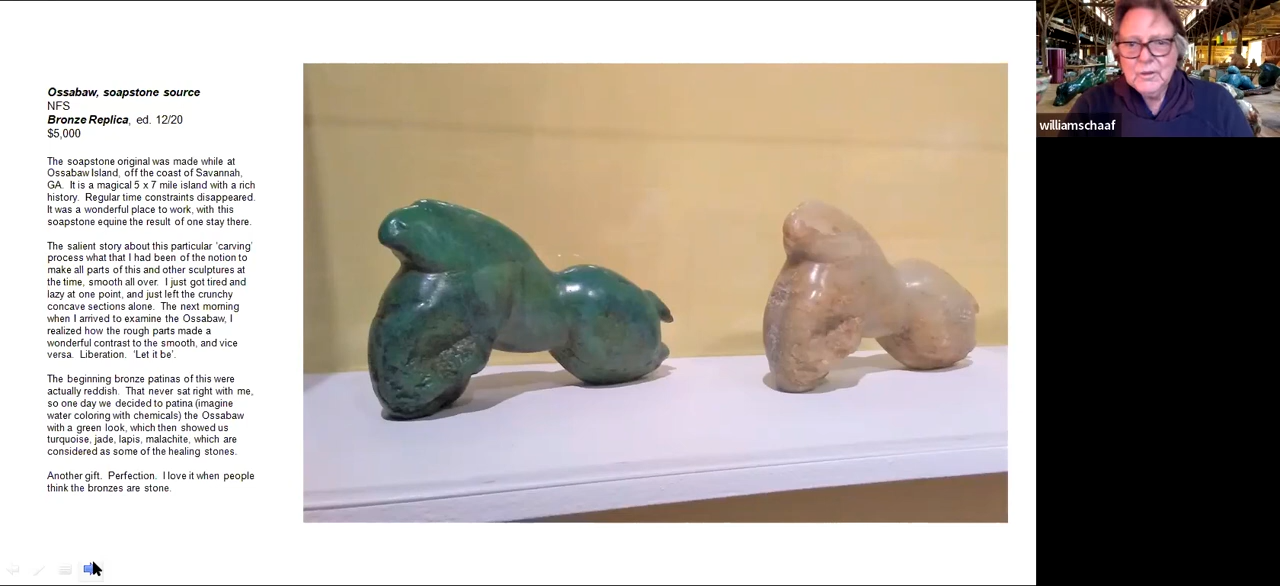 Ossabaw, soapstone source
NFS
Bronze Replica, ed. 12/20
$5,000
The soapstone original was made while at
Ossabaw Island, off the coast of Savannah,
GA. It is a magical 5 x 7 mile island with a rich
history. Regular time constraints disappeared.
It was a wonderful place to work, with this
soapstone equine the result of one stay there.
The salient story about this particular 'carving'
process what that I had been of the notion to
make all parts of this and other sculptures at
the time, smooth all over. I just got tired and
lazy at one point, and just left the crunchy
concave sections alone. The next morning
when I arrived to examine the Ossabaw, I
realized how the rough parts made a
wonderful contrast to the smooth, and vice
versa. Liberation. 'Let it be'.
The beginning bronze patinas of this were
actually reddish. That never sat right with me,
so one day we decided to patina (imagine
water coloring with chemicals) the Ossabaw
with a green look, which then showed us
turquoise, jade, lapis, malachite, which are
considered as some of the healing stones.
Another gift. Perfection. I love it when people
think the bronzes are stone.
williamschaaf